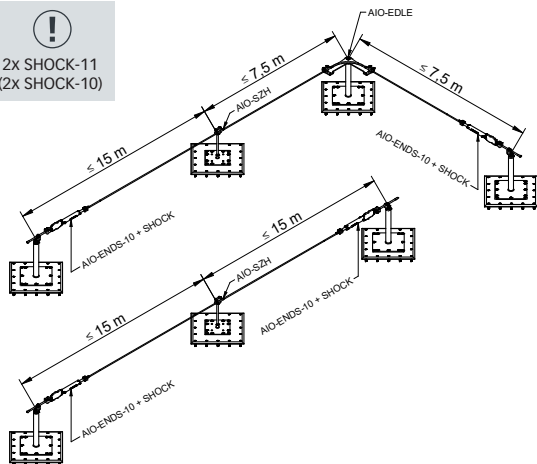 !
2x SHOCK-11
(2x SHOCK-10)
AIO-EDLE
≤ 7,5 m
≤ 7,5 m
AIO-SZH
≤ 15 m
AIO-ENDS-10 + SHOCK
AIO-ENDS-10 + SHOCK
≤ 15 m
AIO-SZH
≤ 15 m
AIO-ENDS-10 + SHOCK
AIO-ENDS-10 + SHOCK